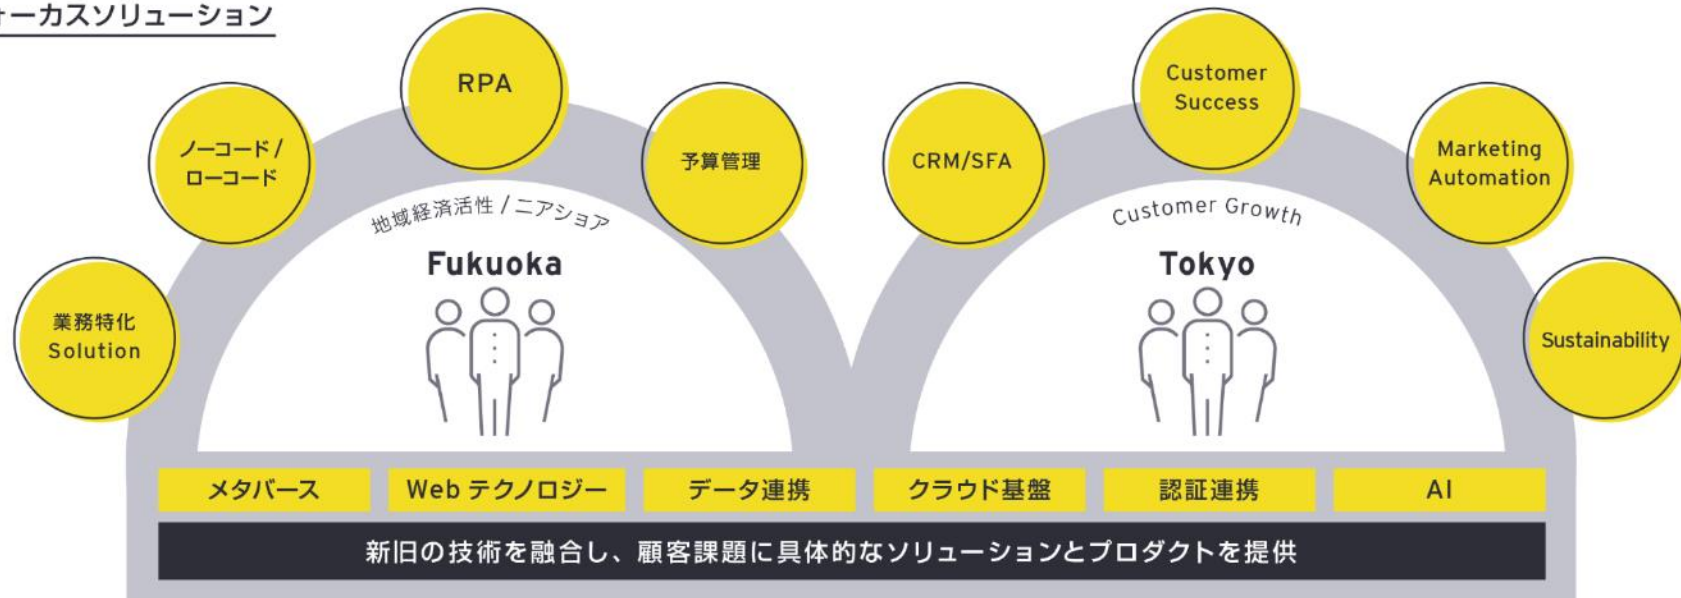 ォーカスソリューション
RPA
ノーコード /
ローコード
予算管理
業務特化
Solution
地域経済活性 / ニアショア
Fukuoka
Customer
Success
CRM/SFA
Marketing
Automation
Sustainability
Customer Growth
Tokyo
メタバース
Web テクノロジー
データ連携
クラウド基盤
認証連携
AI
新旧の技術を融合し、顧客課題に具体的なソリューションとプロダクトを提供